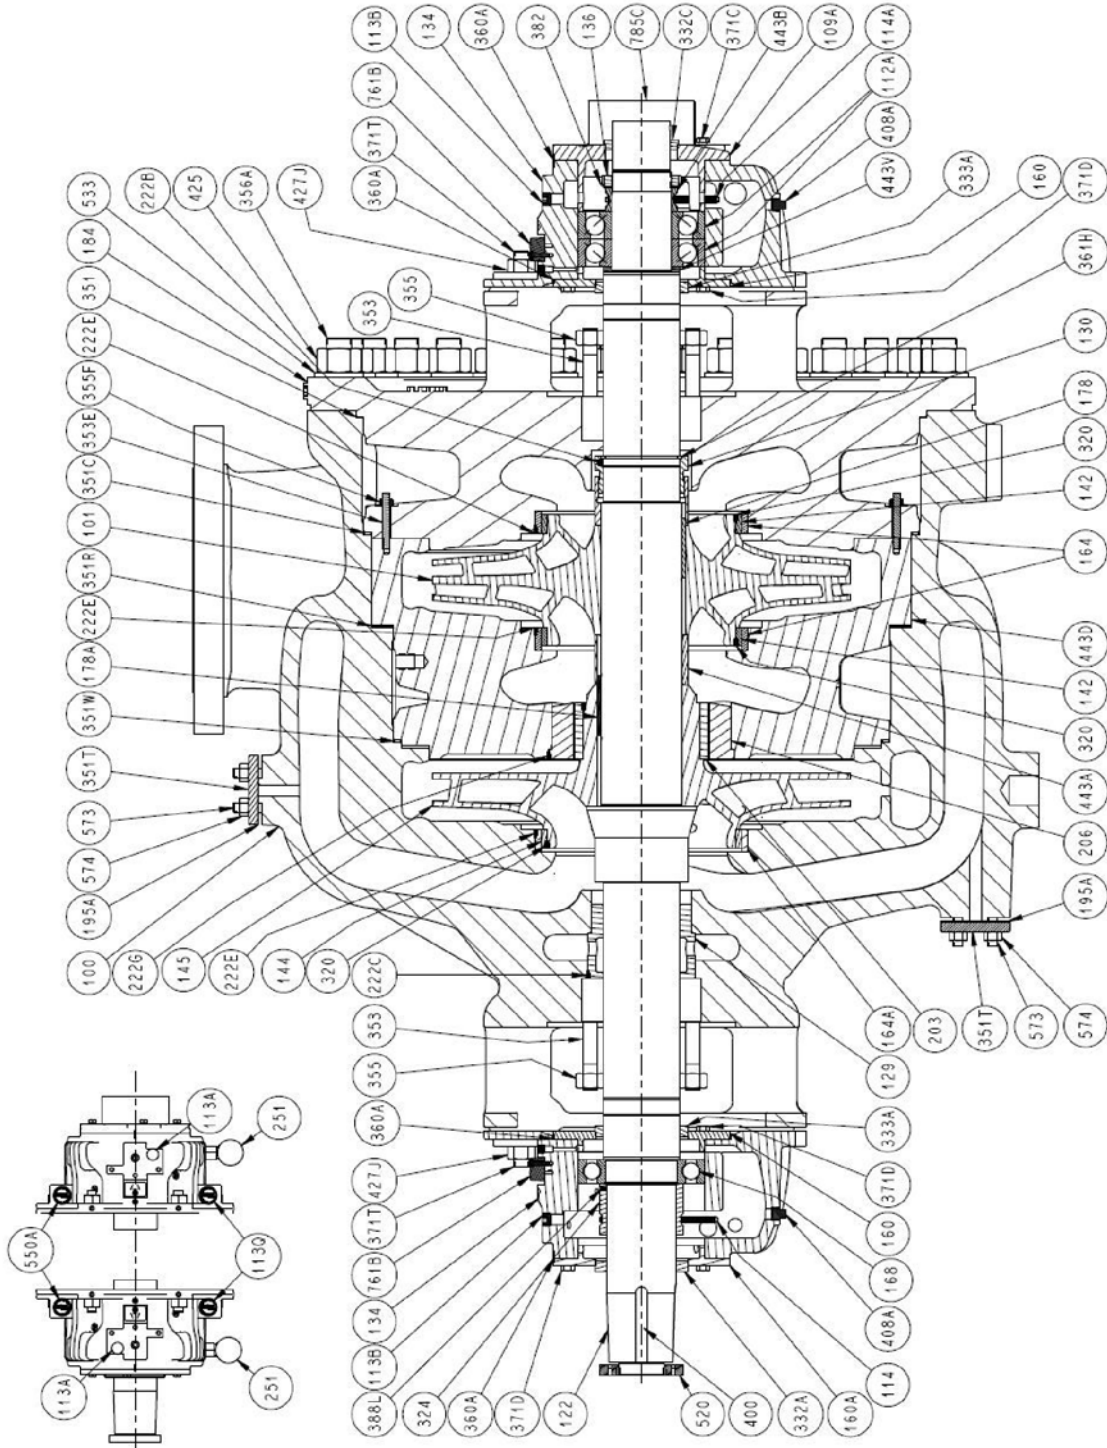 113B
134
360A
382
136
785C
332C
371C
443B
109A
114A
112A
408A
443V
333A
160
371D
361H
130
178
320
142
164
443D
142
320
443A
206
195A
761B
371T
360A
427J
356A
425
222B
533
184
351
222E
355F
353E
351C
101
351R
222E
178A
351W
351T
573
574
195A
100
222G
145
222E
144
320
222C
355
353
353
355
164A
203
351T
573
574
129
360A
333A
371D
160
168
408A
114
160A
332A
400
520
122
371D
360A
324
388L
113B
134
761B
371T
427J
113A
251
550A
113Q
113A
251